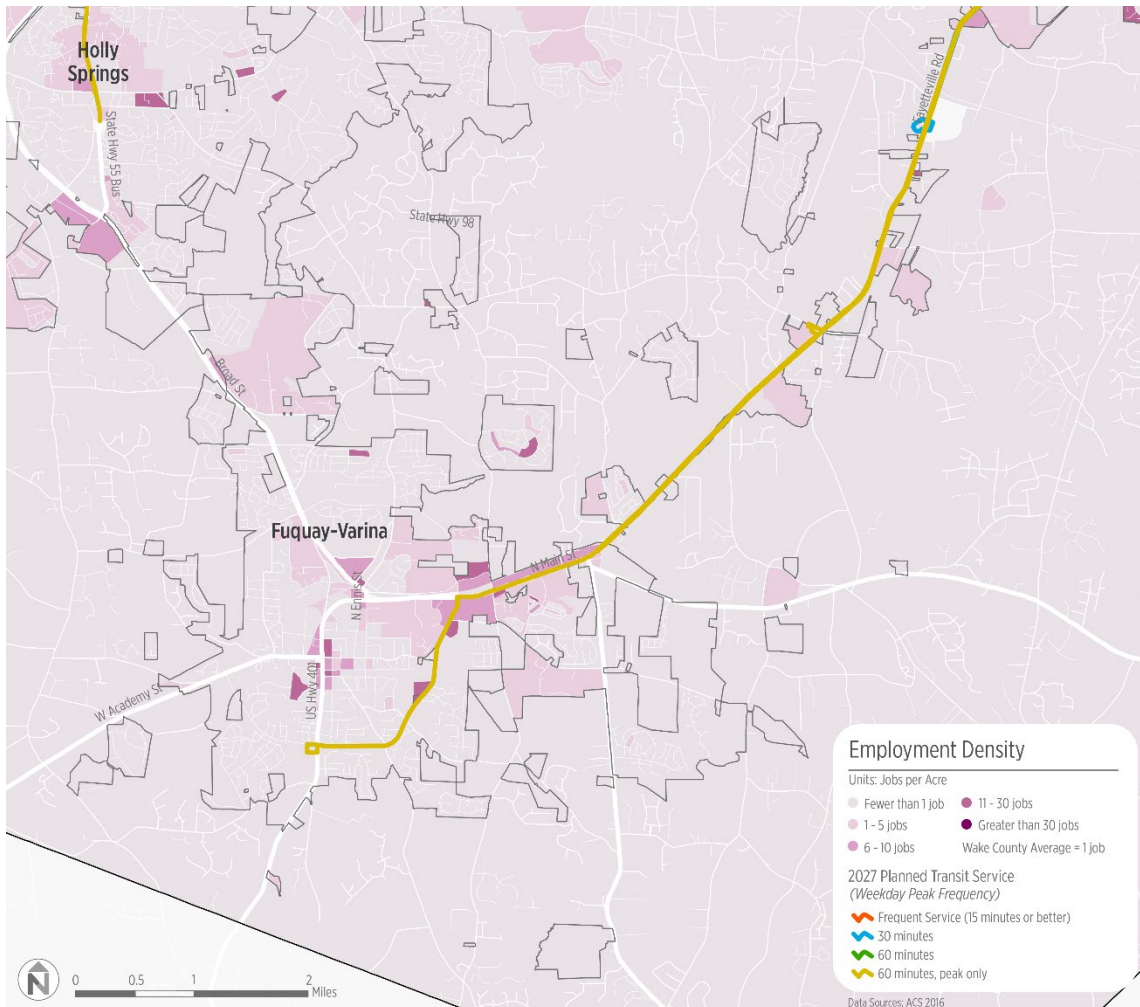 Holly
Springs
State Hwy 55 Bus
Fayetteville Rd
State Hwy 98
Broad St
Fuquay-Varina
N Main St
N Ennis St
US Hwy 401
W Academy St
Employment Density
Units: Jobs per Acre
Fewer than 1 job
1 - 5 jobs
6 - 10 jobs
11 - 30 jobs
Greater than 30 jobs
Wake County Average = 1 job
2027 Planned Transit Service
(Weekday Peak Frequency)
Frequent Service (15 minutes or better)
30 minutes
60 minutes
60 minutes, peak only
Data Sources: ACS 2016
N
0 0.5 1 2
Miles